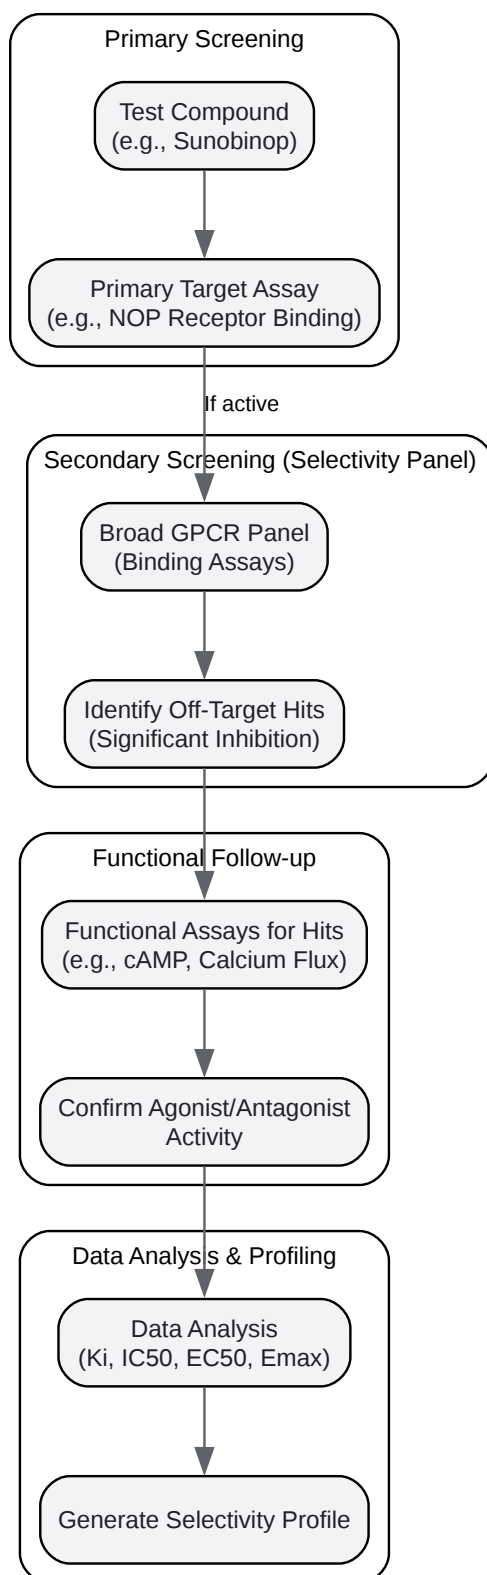 Primary Screening
Test Compound
(e.g., Sunobinop)
Primary Target Assay
(e.g., NOP Receptor Binding)
If active
Secondary Screening (Selectivity Panel)
Broad GPCR Panel
(Binding Assays)
Identify Off-Target Hits
(Significant Inhibition)
Functional Follow-up
Functional Assays for Hits
(e.g., cAMP, Calcium Flux)
Confirm Agonist/Antagonist
Activity
Data Analysis & Profiling
Data Analysis
(Ki, IC50, EC50, Emax)
Generate Selectivity Profile